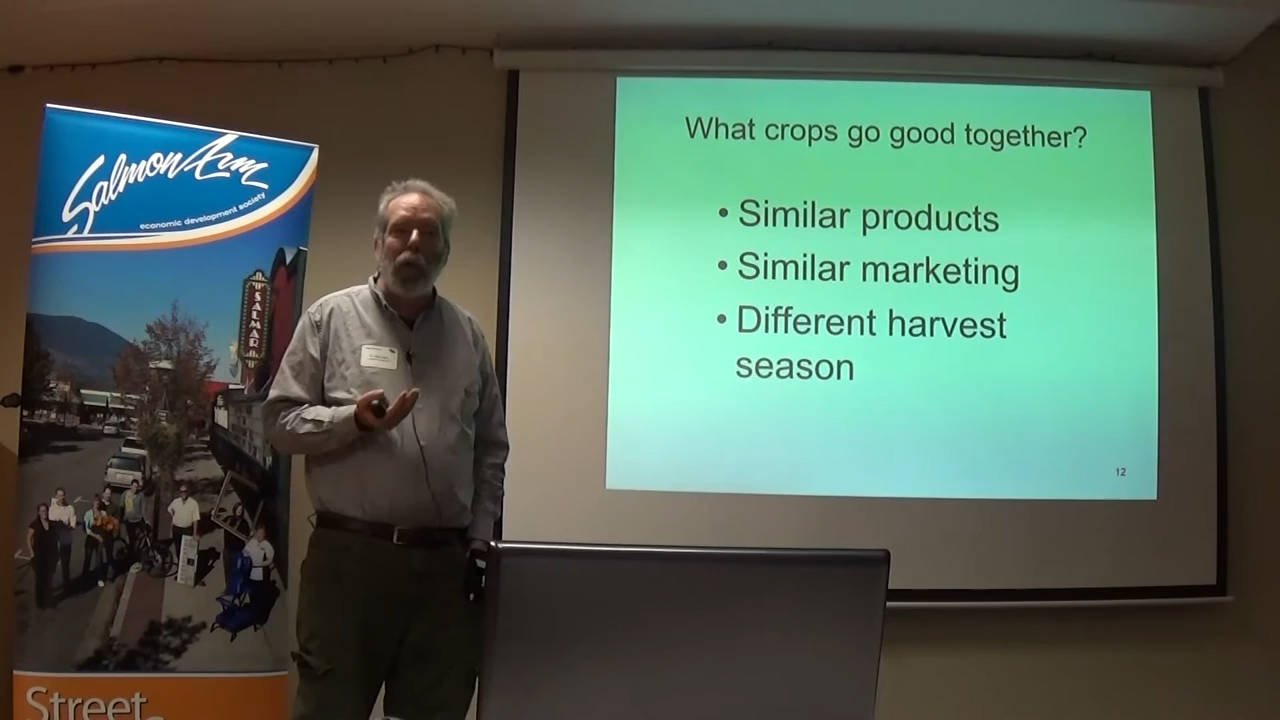 Salmon Arm
economic development society
SALMAR
Street
What crops go good together?
• Similar products
• Similar marketing
• Different harvest
season
12